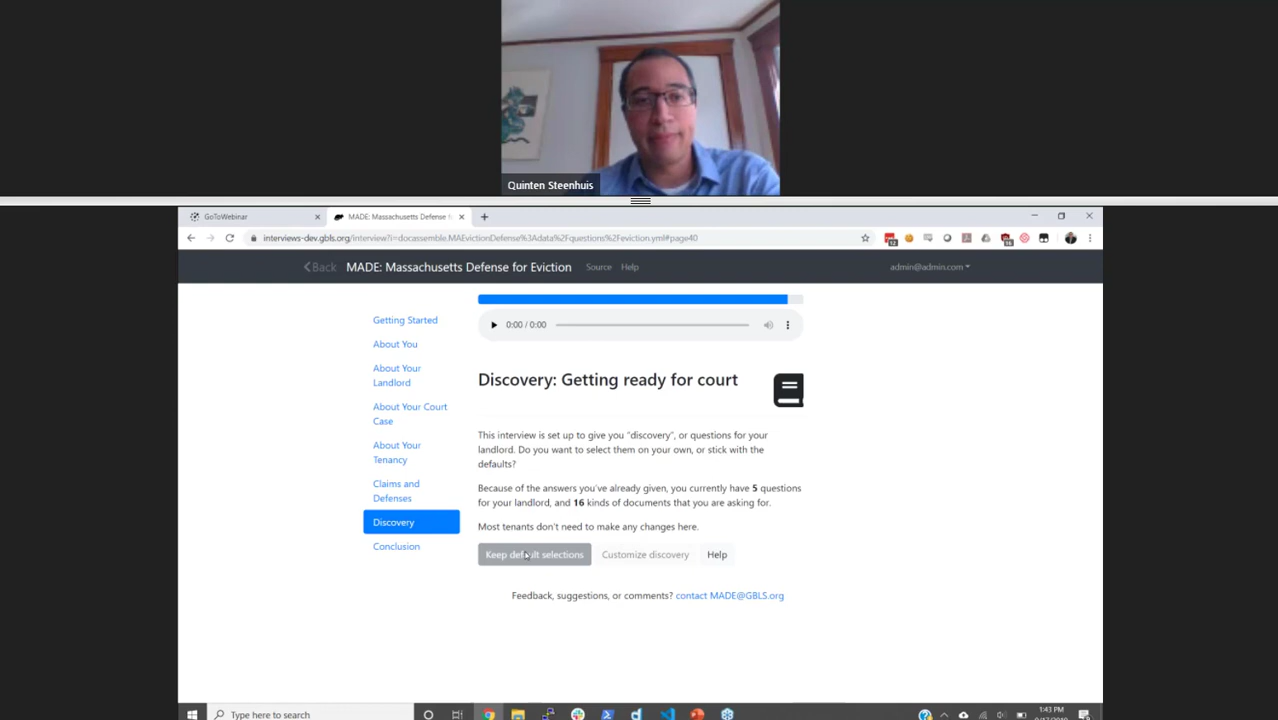 Quinten Steenhuis
GoToWebinar
MADE: Massachusetts Defense f
interviews-dev.gbls.org/interview?i=docassemble.MAEvictionDefense%3Adata%2Fquestions%2Feviction.yml#page40
Back
MADE: Massachusetts Defense for Eviction
Source
Help
admin@admin.com
Getting Started
About You
About Your
Landlord
About Your Court
Case
About Your
Tenancy
Claims and
Defenses
Discovery
Conclusion
0:00 / 0:00
Discovery: Getting ready for court
This interview is set up to give you "discovery", or questions for your
landlord. Do you want to select them on your own, or stick with the
defaults?
Because of the answers you've already given, you currently have 5 questions
for your landlord, and 16 kinds of documents that you are asking for.
Most tenants don't need to make any changes here.
Keep default selections
Customize discovery
Help
Feedback, suggestions, or comments? contact MADE@GBLS.org
Type here to search
1:43 PM